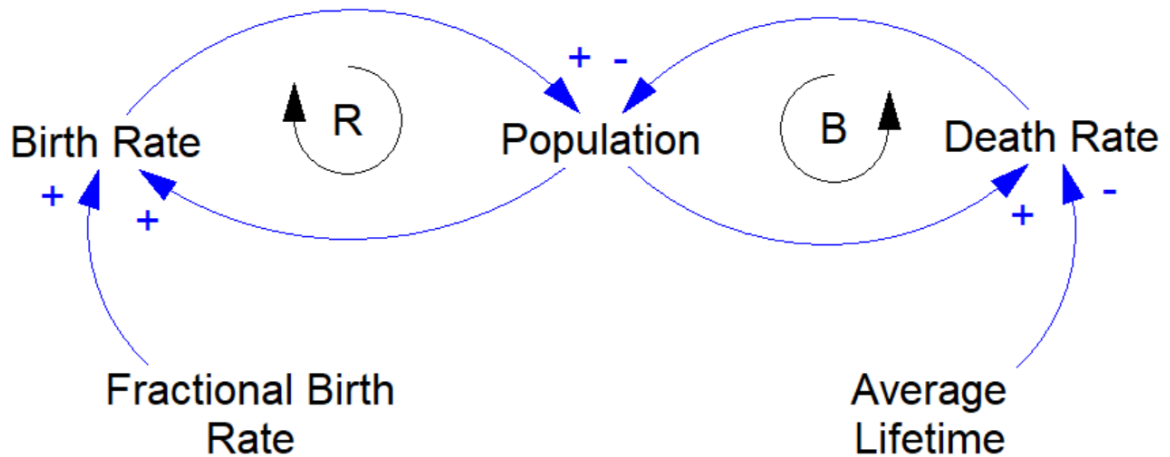 + -
R
B
Birth Rate
Population
Death Rate
+
+
+
-
Fractional Birth
Rate
Average
Lifetime